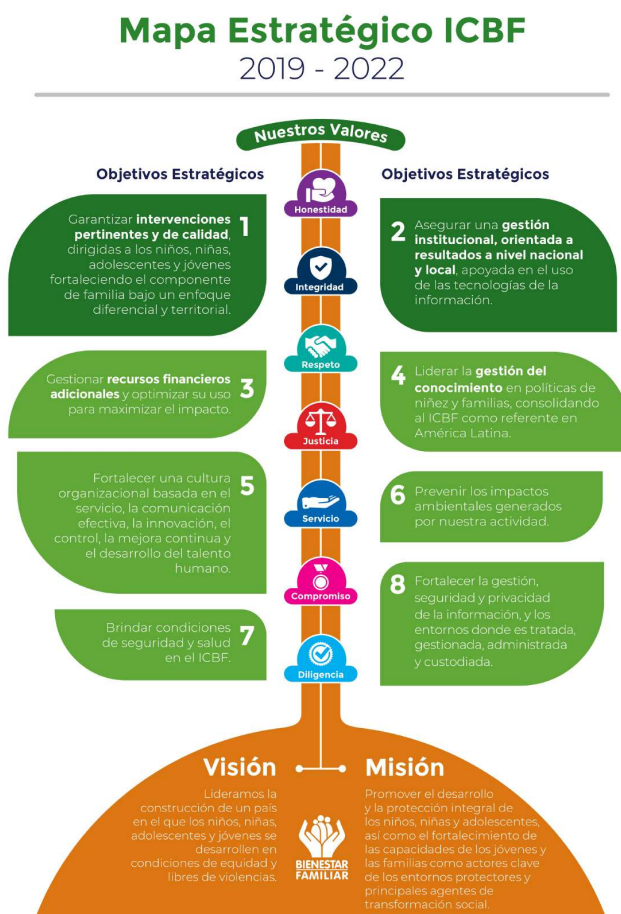 Mapa Estratégico ICBF
2019 - 2022
Nuestros Valores
Objetivos Estratégicos
Objetivos Estratégicos
Honestidad
Integridad
Respeto
Justicia
Servicio
Compromiso
Diligencia
1
Garantizar intervenciones
pertinentes y de calidad,
dirigidas a los niños, niñas,
adolescentes y jóvenes
fortaleciendo el componente
de familia bajo un enfoque
diferencial y territorial.
2
Asegurar una gestión
institucional, orientada a
resultados a nivel nacional
y local, apoyada en el uso
de las tecnologías de la
información.
3
Gestionar recursos financieros
adicionales y optimizar su uso
para maximizar el impacto.
4
Liderar la gestión del
conocimiento en políticas de
niñez y familias, consolidando
al ICBF como referente en
América Latina.
5
Fortalecer una cultura
organizacional basada en el
servicio, la comunicación
efectiva, la innovación, el
control, la mejora continua y
el desarrollo del talento
humano.
6
Prevenir los impactos
ambientales generados
por nuestra actividad.
7
Brindar condiciones
de seguridad y salud
en el ICBF.
8
Fortalecer la gestión,
seguridad y privacidad
de la información, y los
entornos donde es tratada,
gestionada, administrada
y custodiada.
Visión
Lideramos la
construcción de un país
en el que los niños, niñas,
adolescentes y jóvenes se
desarrollen en
condiciones de equidad y
libres de violencias.
BIENESTAR
FAMILIAR
Misión
Promover el desarrollo
y la protección integral de
los niños, niñas y adolescentes,
así como el fortalecimiento de
las capacidades de los jóvenes y
las familias como actores clave
de los entornos protectores y
principales agentes de
transformación social.